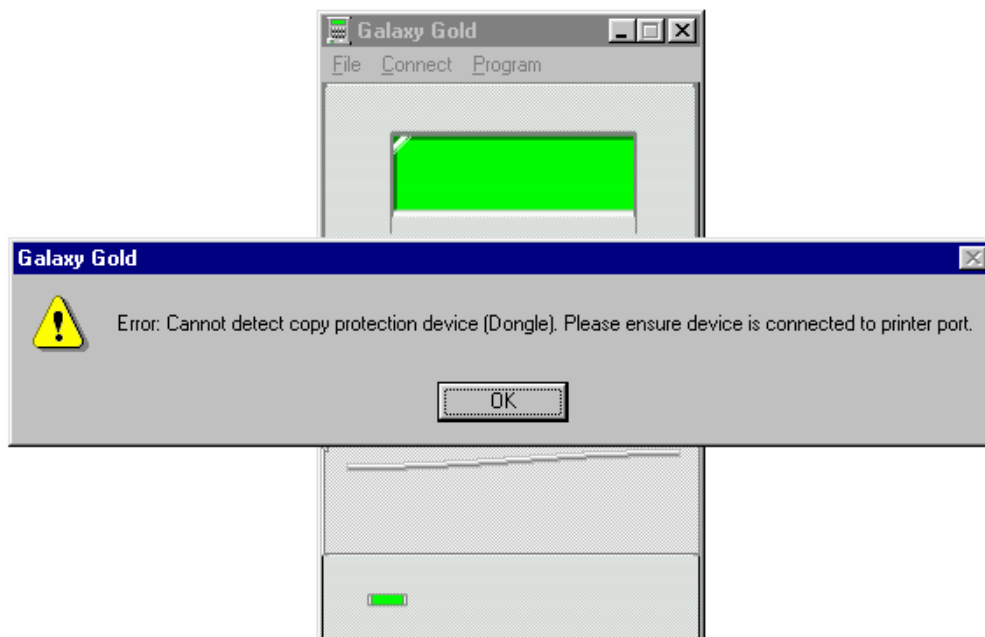 Galaxy Gold
File Connect Program
Galaxy Gold
Error: Cannot detect copy protection device (Dongle). Please ensure device is connected to printer port.
OK